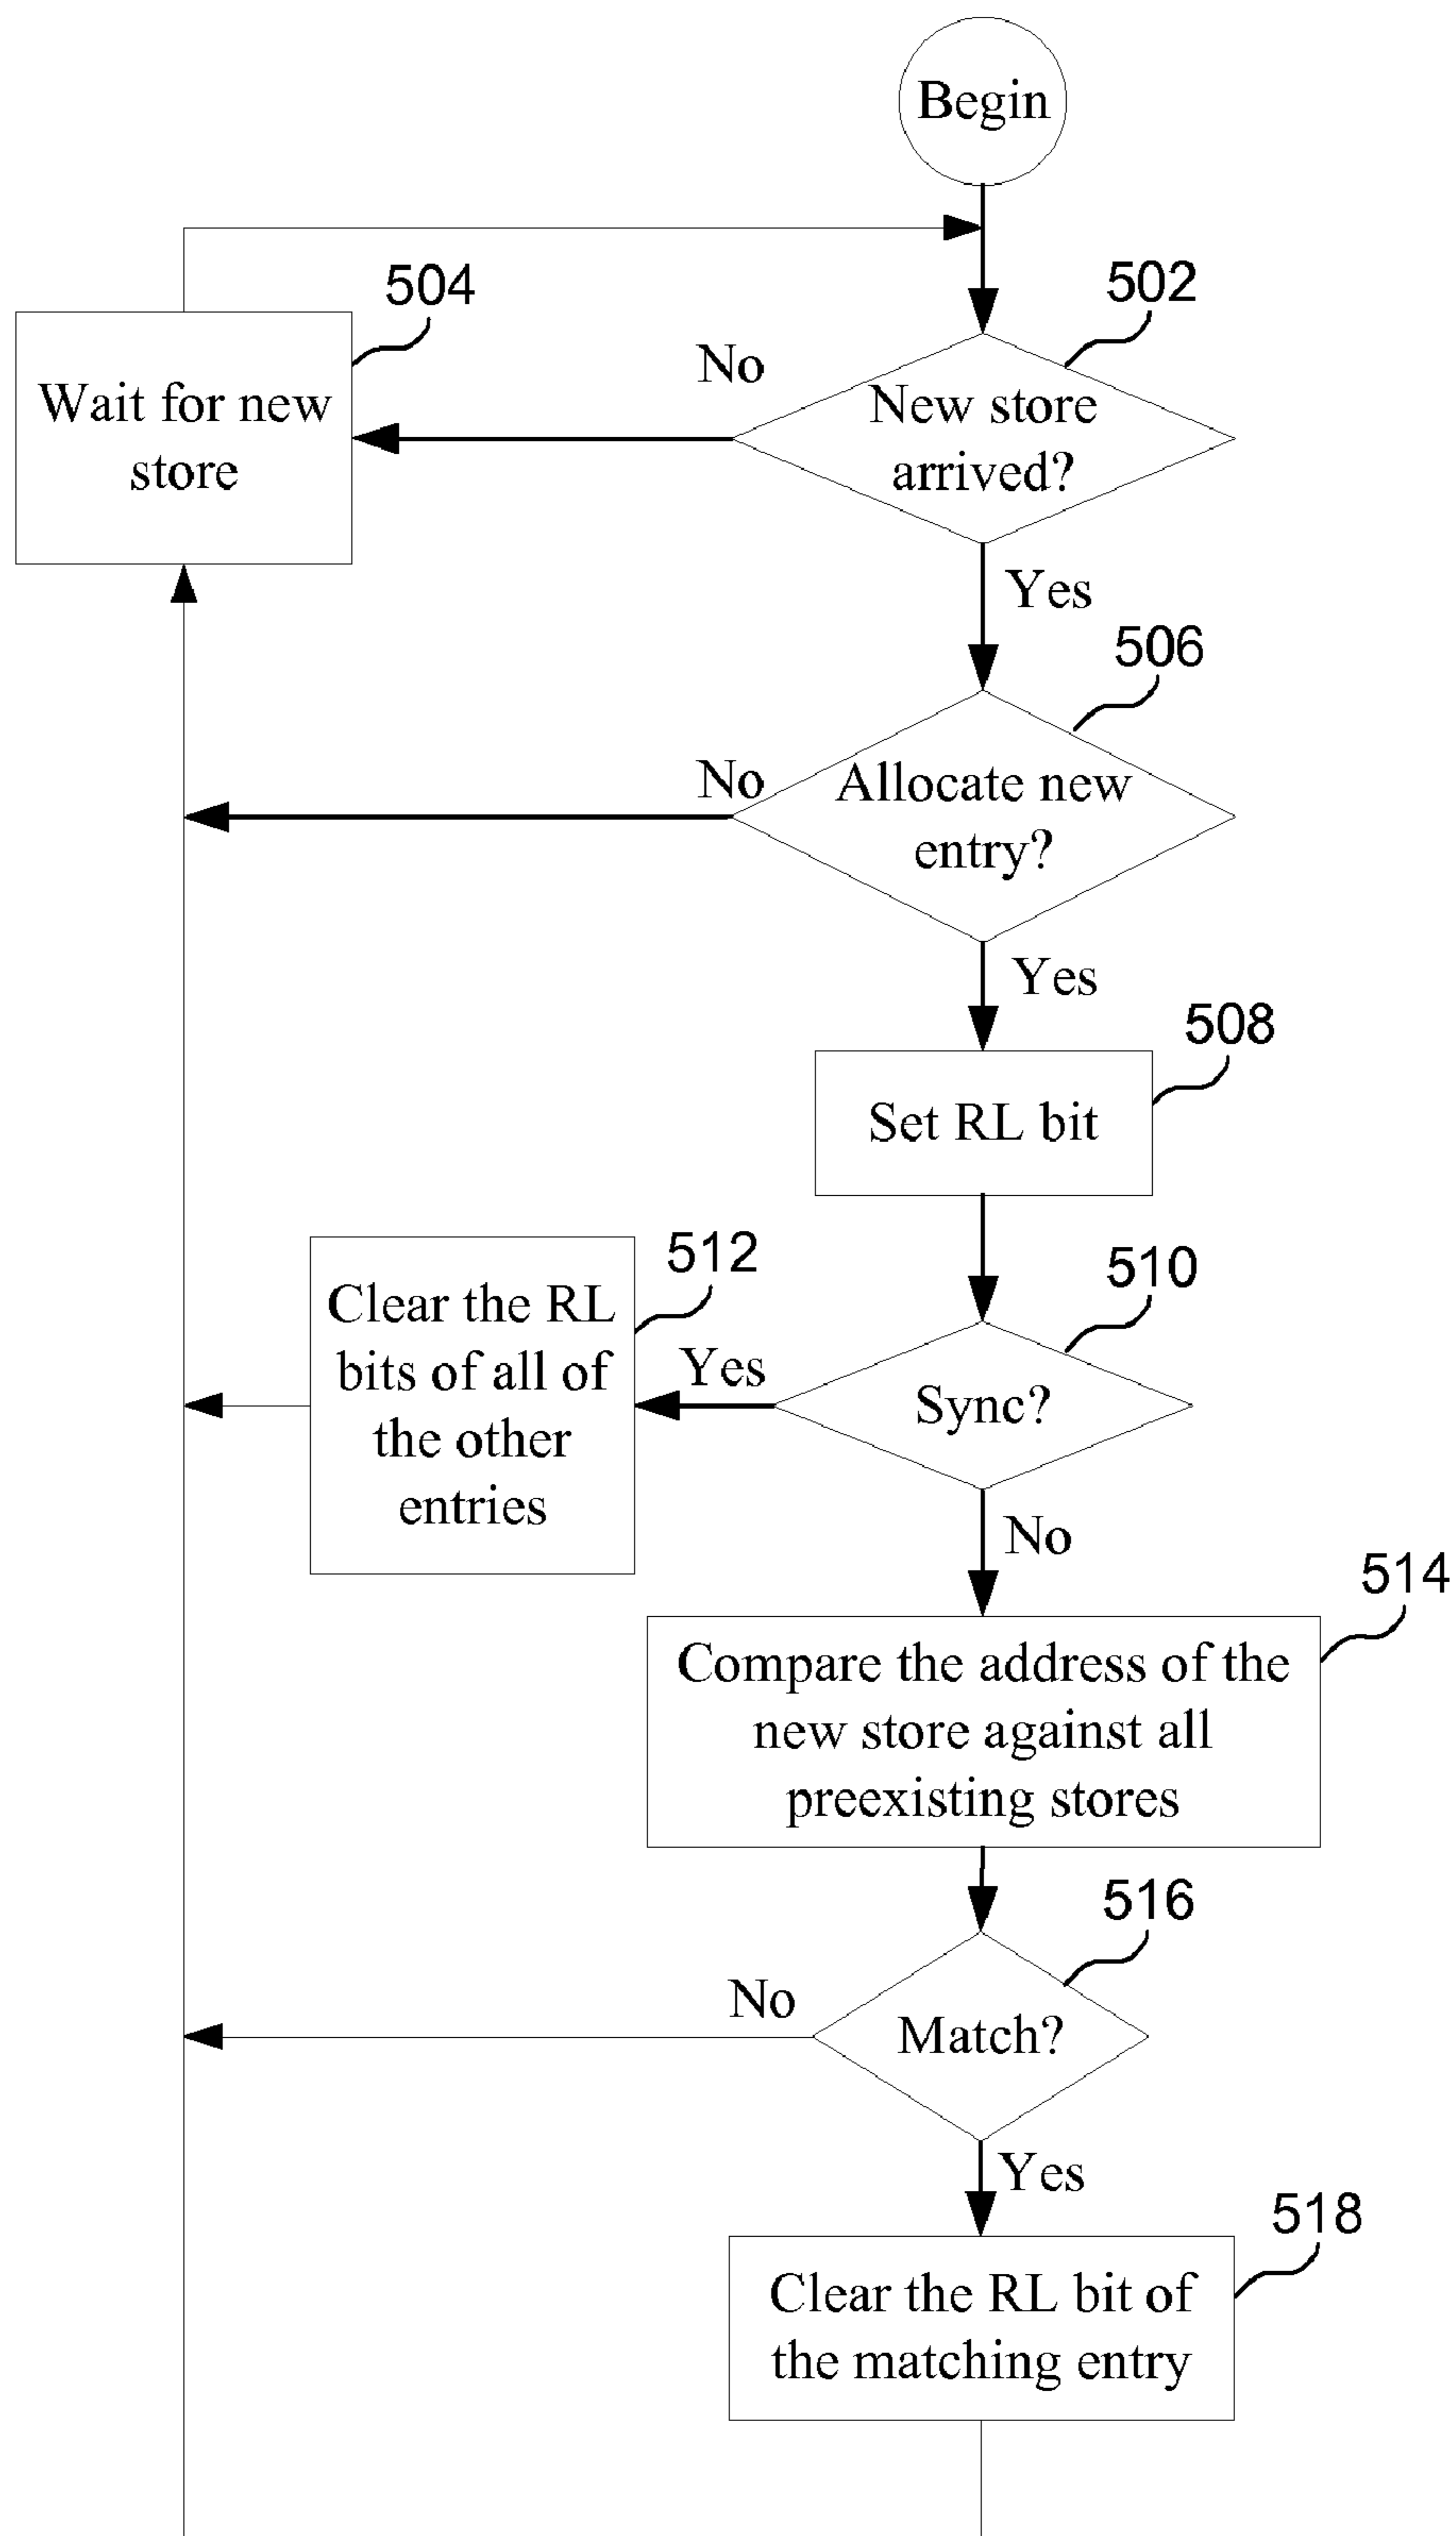 Begin
504
502
No
Wait for new
store
New store
arrived?
Yes
506
No
Allocate new
entry?
Yes
508
Set RL bit
512
510
Clear the RL
bits of all of
the other
entries
Yes
Sync?
No
514
Compare the address of the
new store against all
preexisting stores
516
No
Match?
Yes
518
Clear the RL bit of
the matching entry